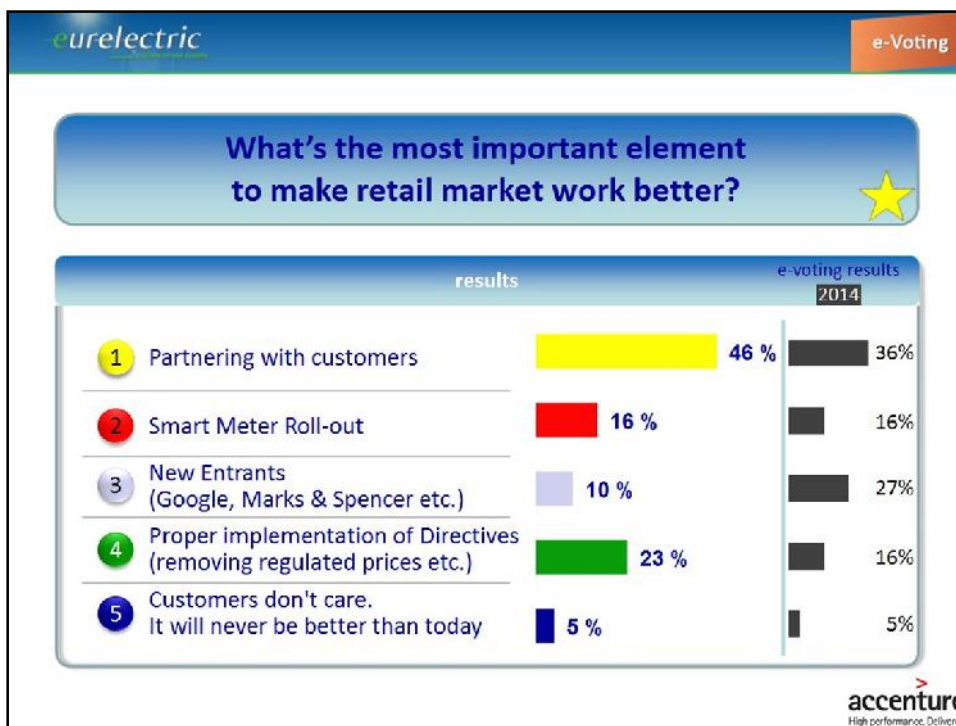 eurelectric
e-Voting
What's the most important element
to make retail market work better?
results
e-voting results
2014
1 Partnering with customers 46 % 36%
2 Smart Meter Roll-out 16 % 16%
3 New Entrants
(Google, Marks & Spencer etc.) 10 % 27%
4 Proper implementation of Directives
(removing regulated prices etc.) 23 % 16%
5 Customers don't care.
It will never be better than today 5 % 5%
accenture
High performance. Deliver